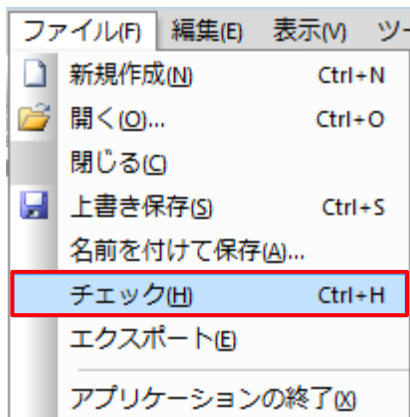 ファイル(F) 編集(E) 表示(V) ツー
新規作成(N) Ctrl+N
開く(O)... Ctrl+O
閉じる(C)
上書き保存(S) Ctrl+S
名前を付けて保存(A)...
チェック(H) Ctrl+H
エクスポート(E)
アプリケーションの終了(X)